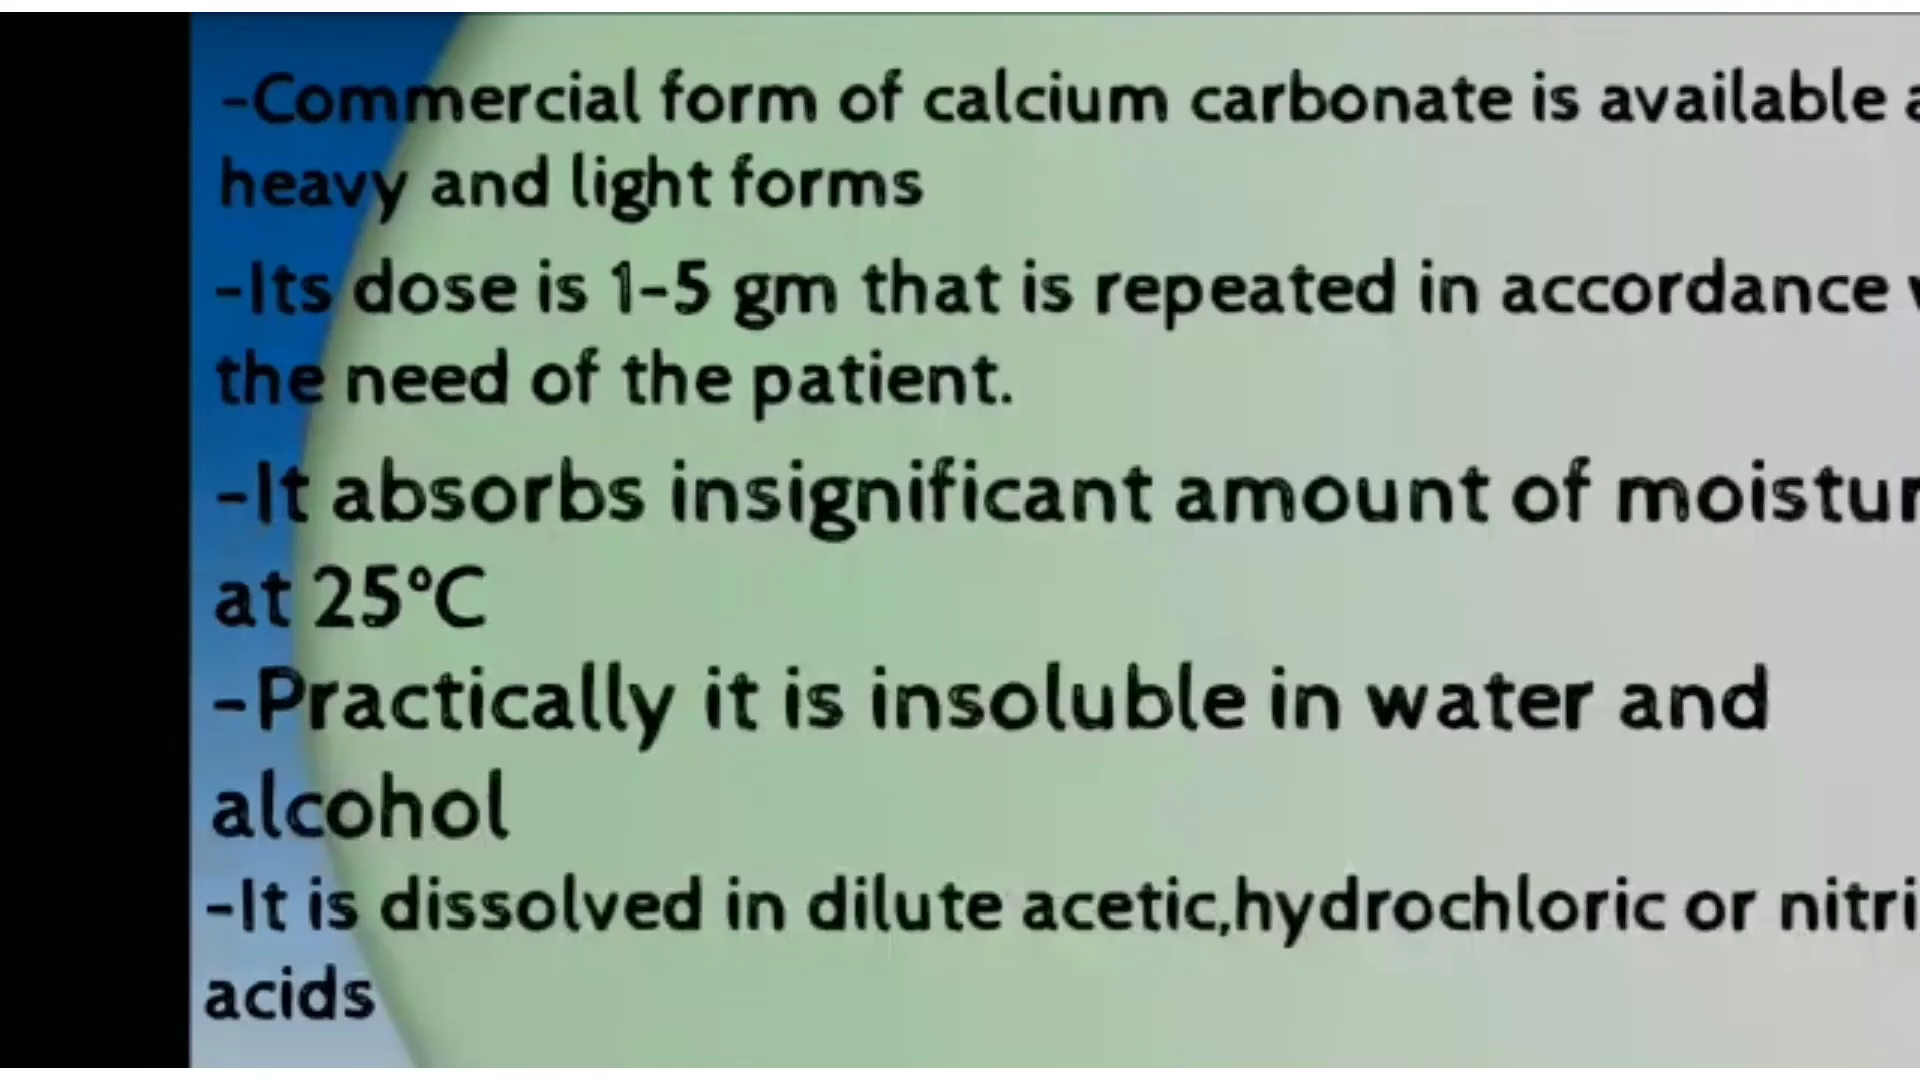 -Commercial form of calcium carbonate is available
heavy and light forms
-Its dose is 1-5 gm that is repeated in accordance
the need of the patient.
-It absorbs insignificant amount of moistur
at 25°C
-Practically it is insoluble in water and
alcohol
-It is dissolved in dilute acetic,hydrochloric or nitri
acids